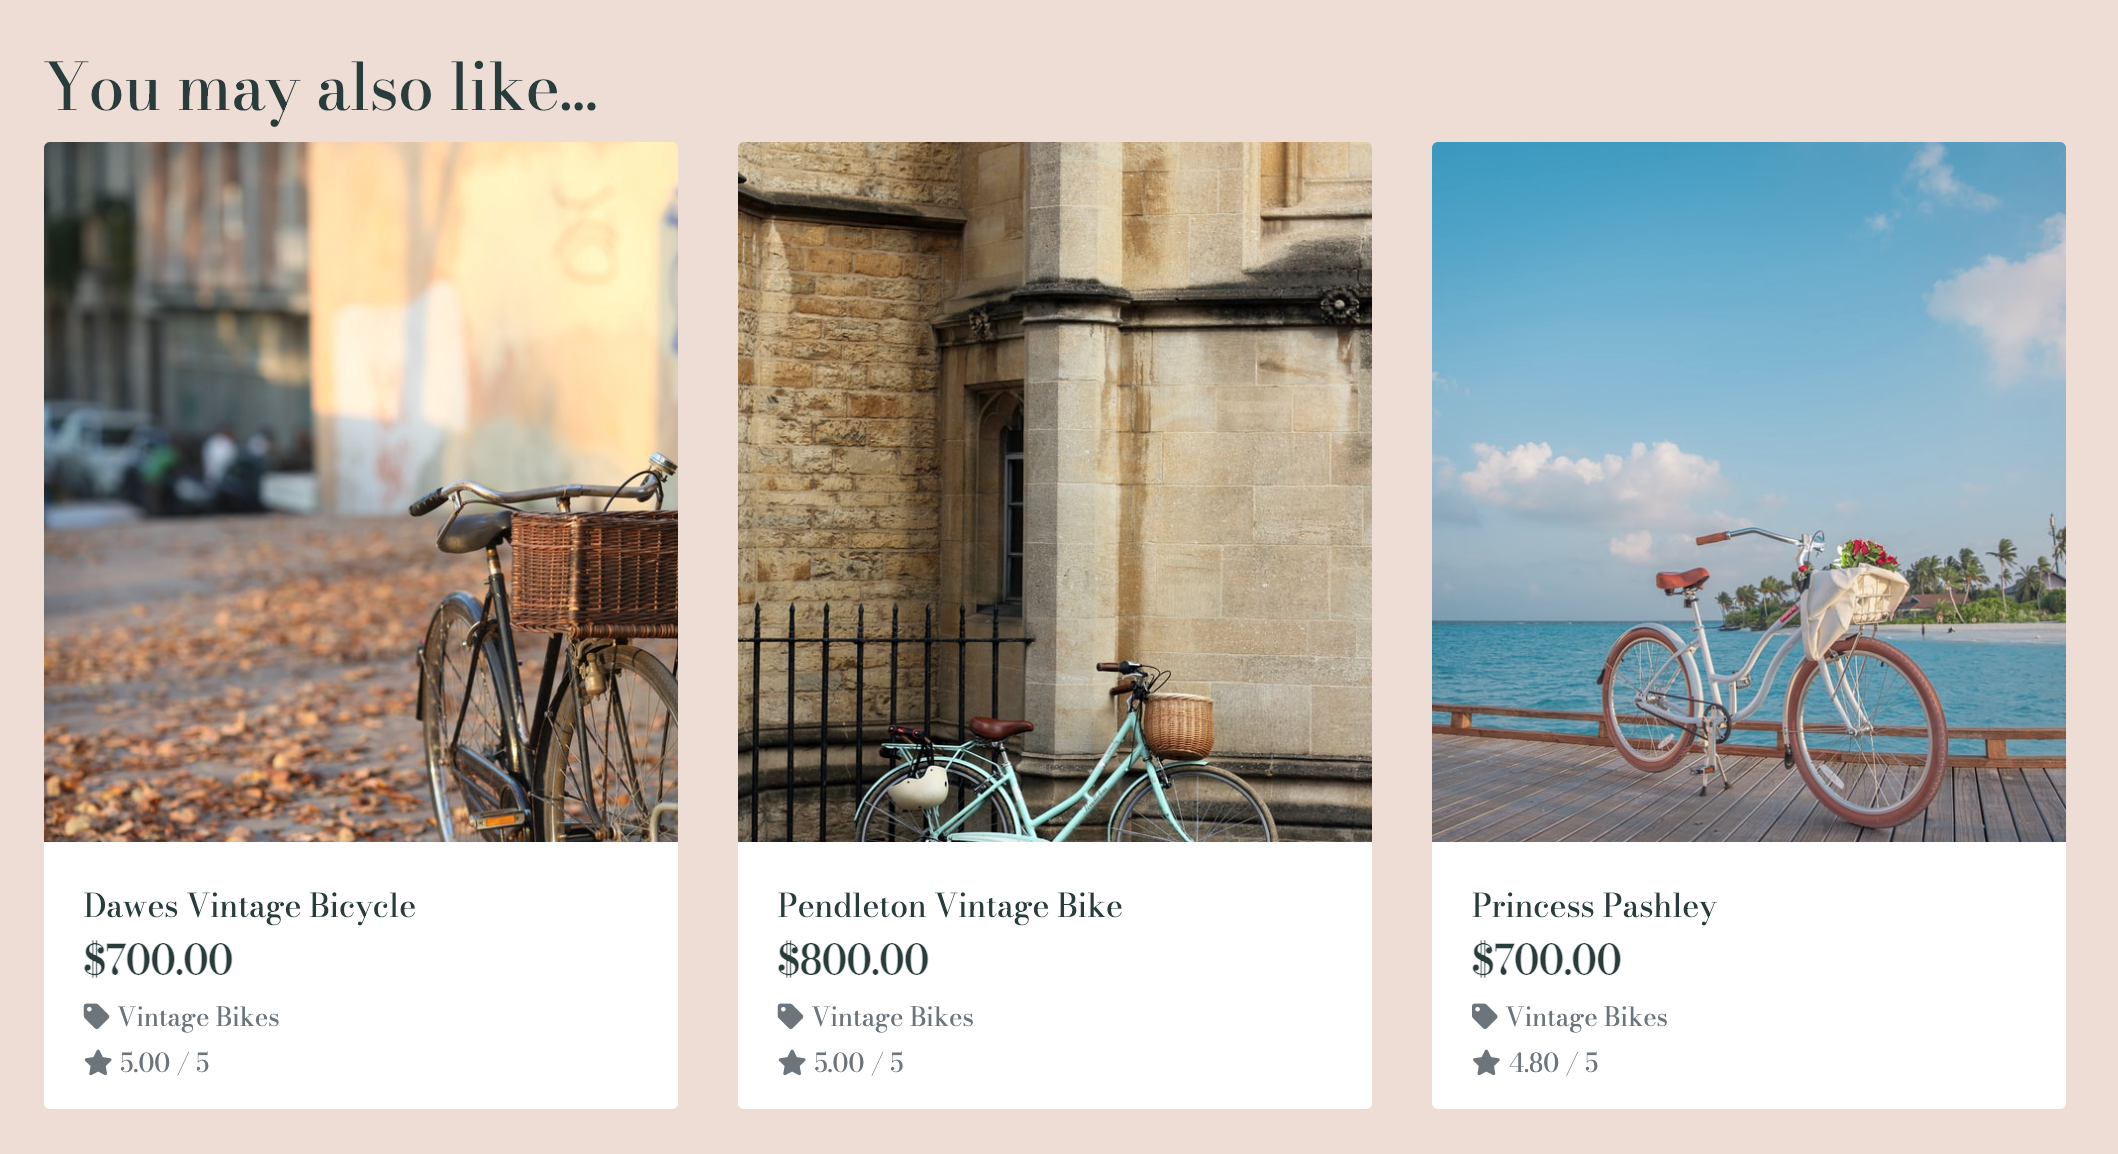 You may also like...
Dawes Vintage Bicycle
$700.00
Vintage Bikes
5.00 / 5
Pendleton Vintage Bike
$800.00
Vintage Bikes
5.00 / 5
Princess Pashley
$700.00
Vintage Bikes
4.80 / 5